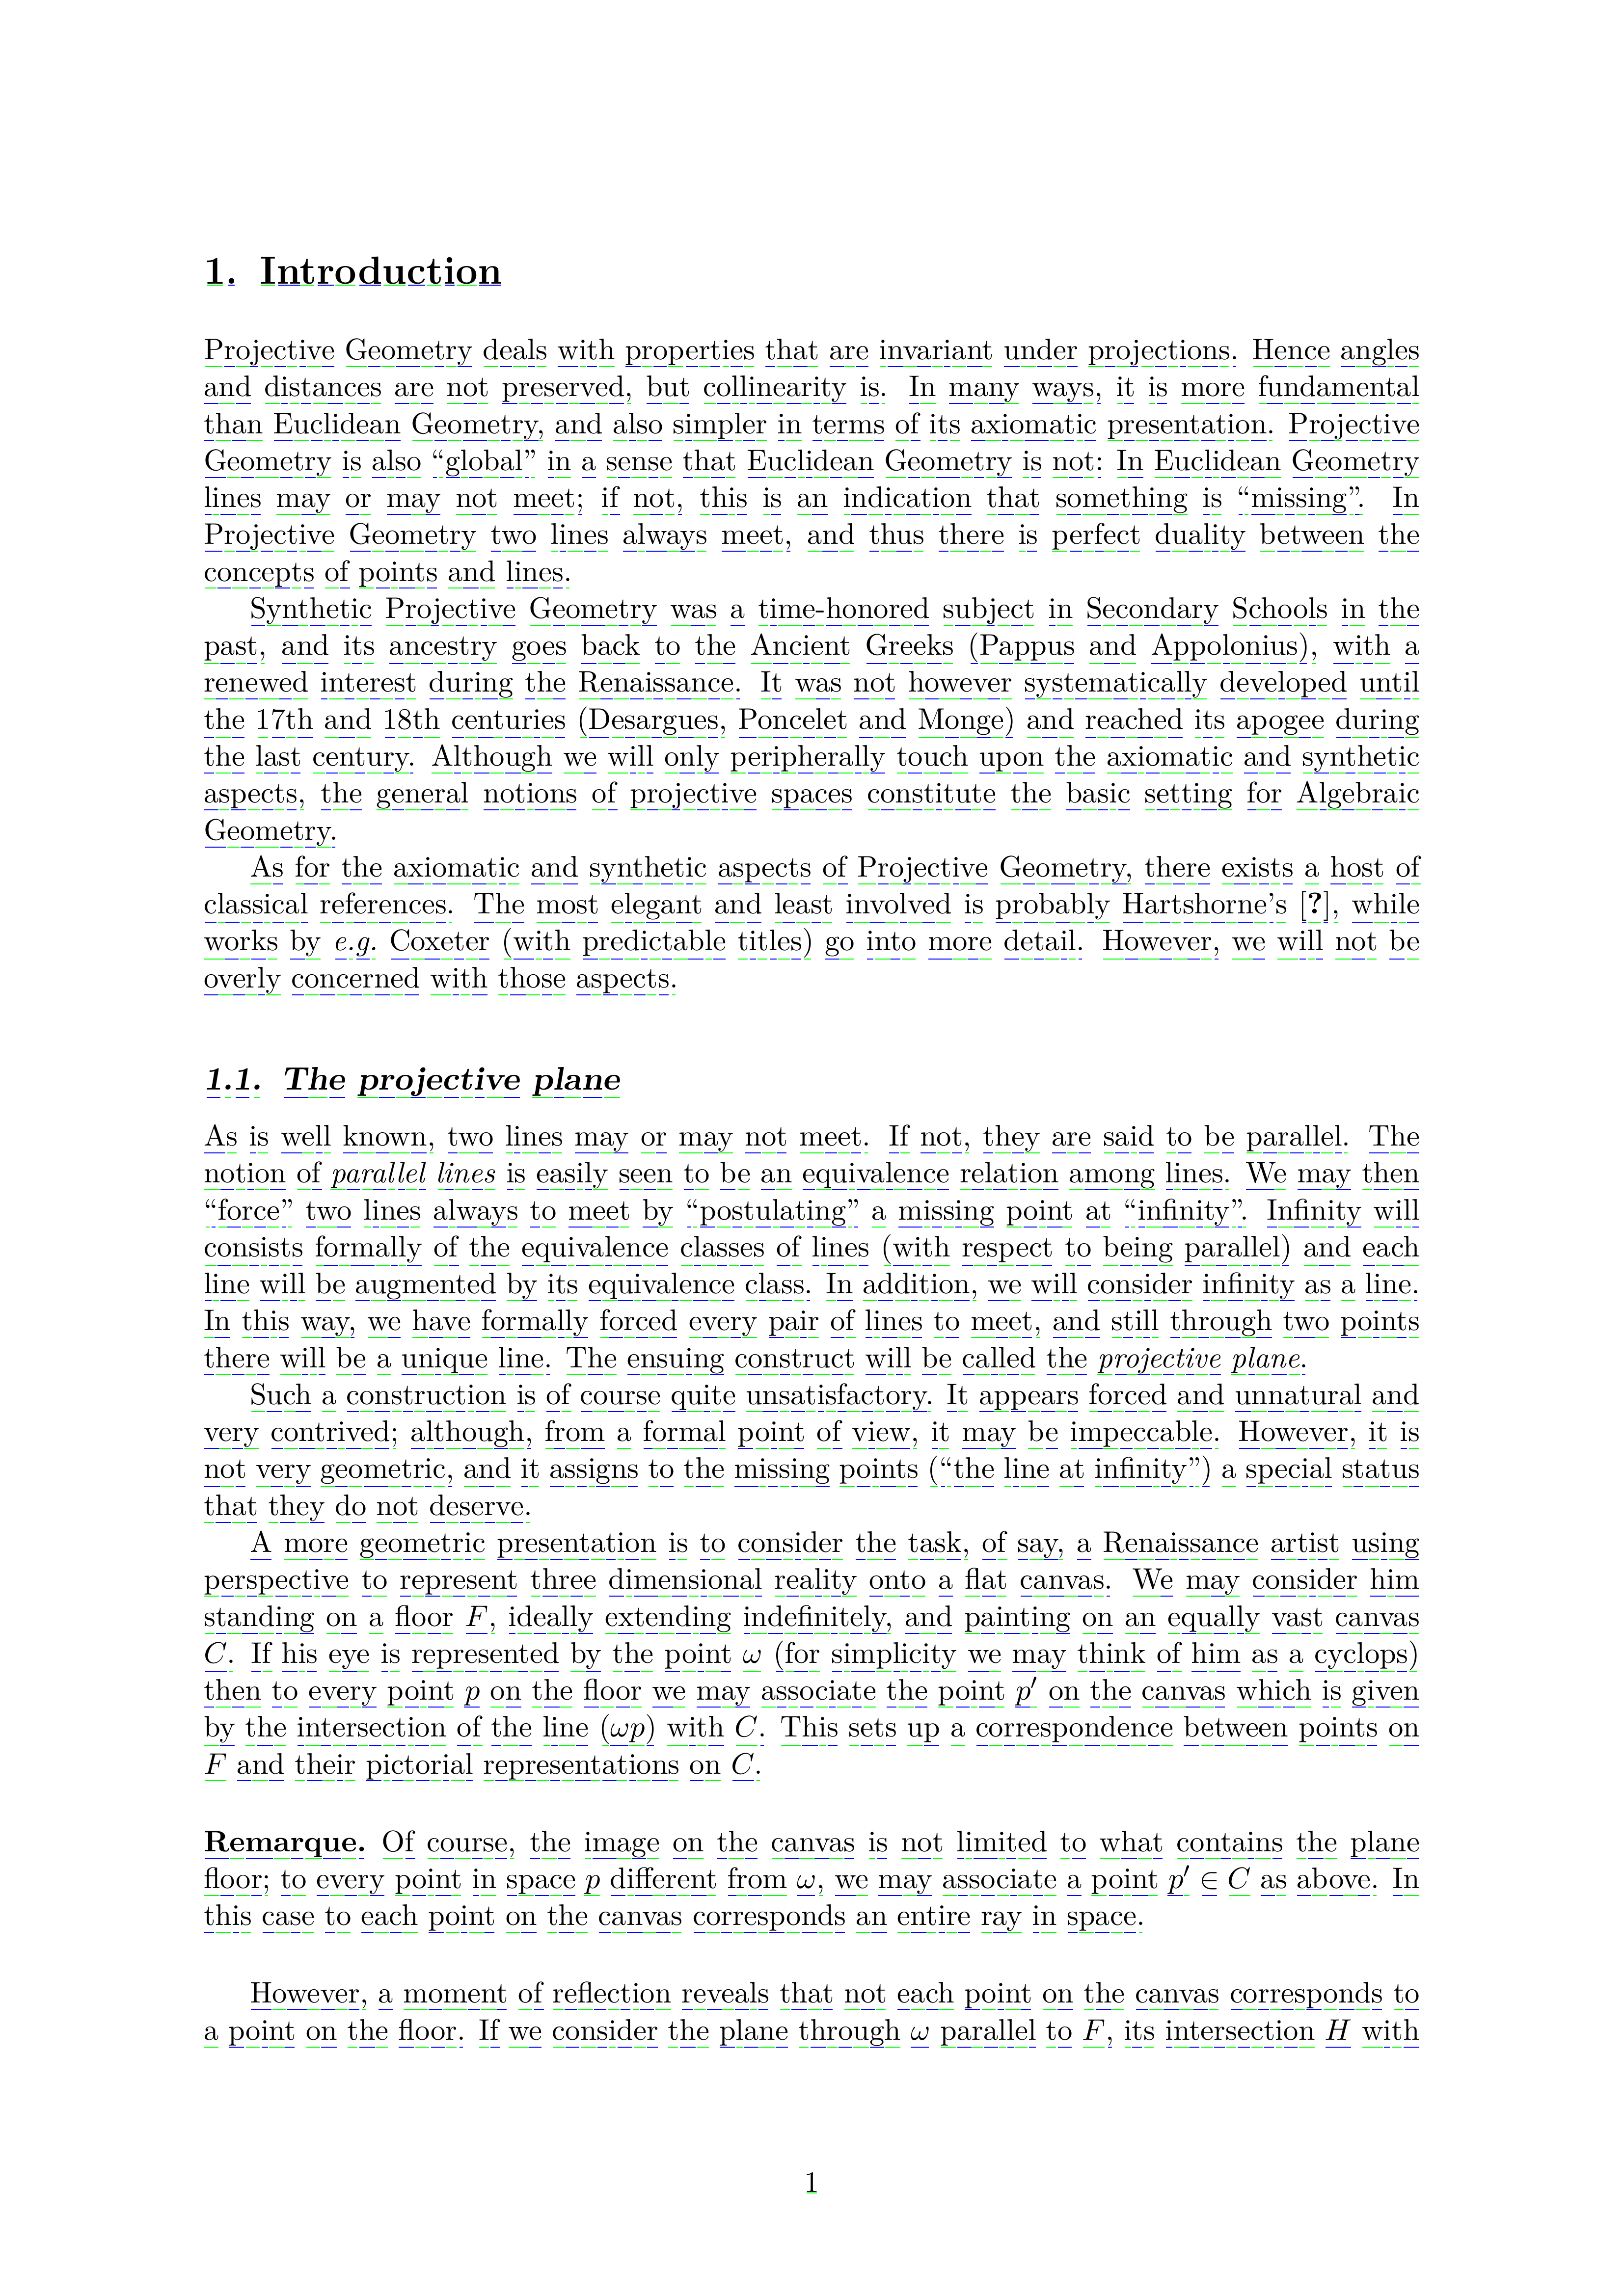 1. Introduction
Projective Geometry deals with properties that are invariant under projections. Hence angles
and distances are not preserved, but collinearity is. In many ways, it is more fundamental
than Euclidean Geometry, and also simpler in terms of its axiomatic presentation. Projective
Geometry is also “global” in a sense that Euclidean Geometry is not: In Euclidean Geometry
lines may or may not meet; if not, this is an indication that something is “missing”. In
Projective Geometry two lines always meet, and thus there is perfect duality between the
concepts of points and lines.
Synthetic Projective Geometry was a time-honored subject in Secondary Schools in the
past, and its ancestry goes back to the Ancient Greeks (Pappus and Appolonius), with a
renewed interest during the Renaissance. It was not however systematically developed until
the 17th and 18th centuries (Desargues, Poncelet and Monge) and reached its apogee during
the last century. Although we will only peripherally touch upon the axiomatic and synthetic
aspects, the general notions of projective spaces constitute the basic setting for Algebraic
Geometry.
As for the axiomatic and synthetic aspects of Projective Geometry, there exists a host of
classical references. The most elegant and least involved is probably Hartshorne’s [?], while
works by e.g. Coxeter (with predictable titles) go into more detail. However, we will not be
overly concerned with those aspects.
1.1. The projective plane
As is well known, two lines may or may not meet. If not, they are said to be parallel. The
notion of parallel lines is easily seen to be an equivalence relation among lines. We may then
“force” two lines always to meet by “postulating” a missing point at “infinity”. Infinity will
consists formally of the equivalence classes of lines (with respect to being parallel) and each
line will be augmented by its equivalence class. In addition, we will consider infinity as a line.
In this way, we have formally forced every pair of lines to meet, and still through two points
there will be a unique line. The ensuing construct will be called the projective plane.
Such a construction is of course quite unsatisfactory. It appears forced and unnatural and
very contrived; although, from a formal point of view, it may be impeccable. However, it is
not very geometric, and it assigns to the missing points (“the line at infinity”) a special status
that they do not deserve.
A more geometric presentation is to consider the task, of say, a Renaissance artist using
perspective to represent three dimensional reality onto a flat canvas. We may consider him
standing on a floor F, ideally extending indefinitely, and painting on an equally vast canvas
C. If his eye is represented by the point ω (for simplicity we may think of him as a cyclops)
then to every point p on the floor we may associate the point p′ on the canvas which is given
by the intersection of the line (ωp) with C. This sets up a correspondence between points on
F and their pictorial representations on C.
Remarque. Of course, the image on the canvas is not limited to what contains the plane
floor; to every point in space p different from ω, we may associate a point p′ ∈ C as above. In
this case to each point on the canvas corresponds an entire ray in space.
However, a moment of reflection reveals that not each point on the canvas corresponds to
a point on the floor. If we consider the plane through ω parallel to F, its intersection H with
1